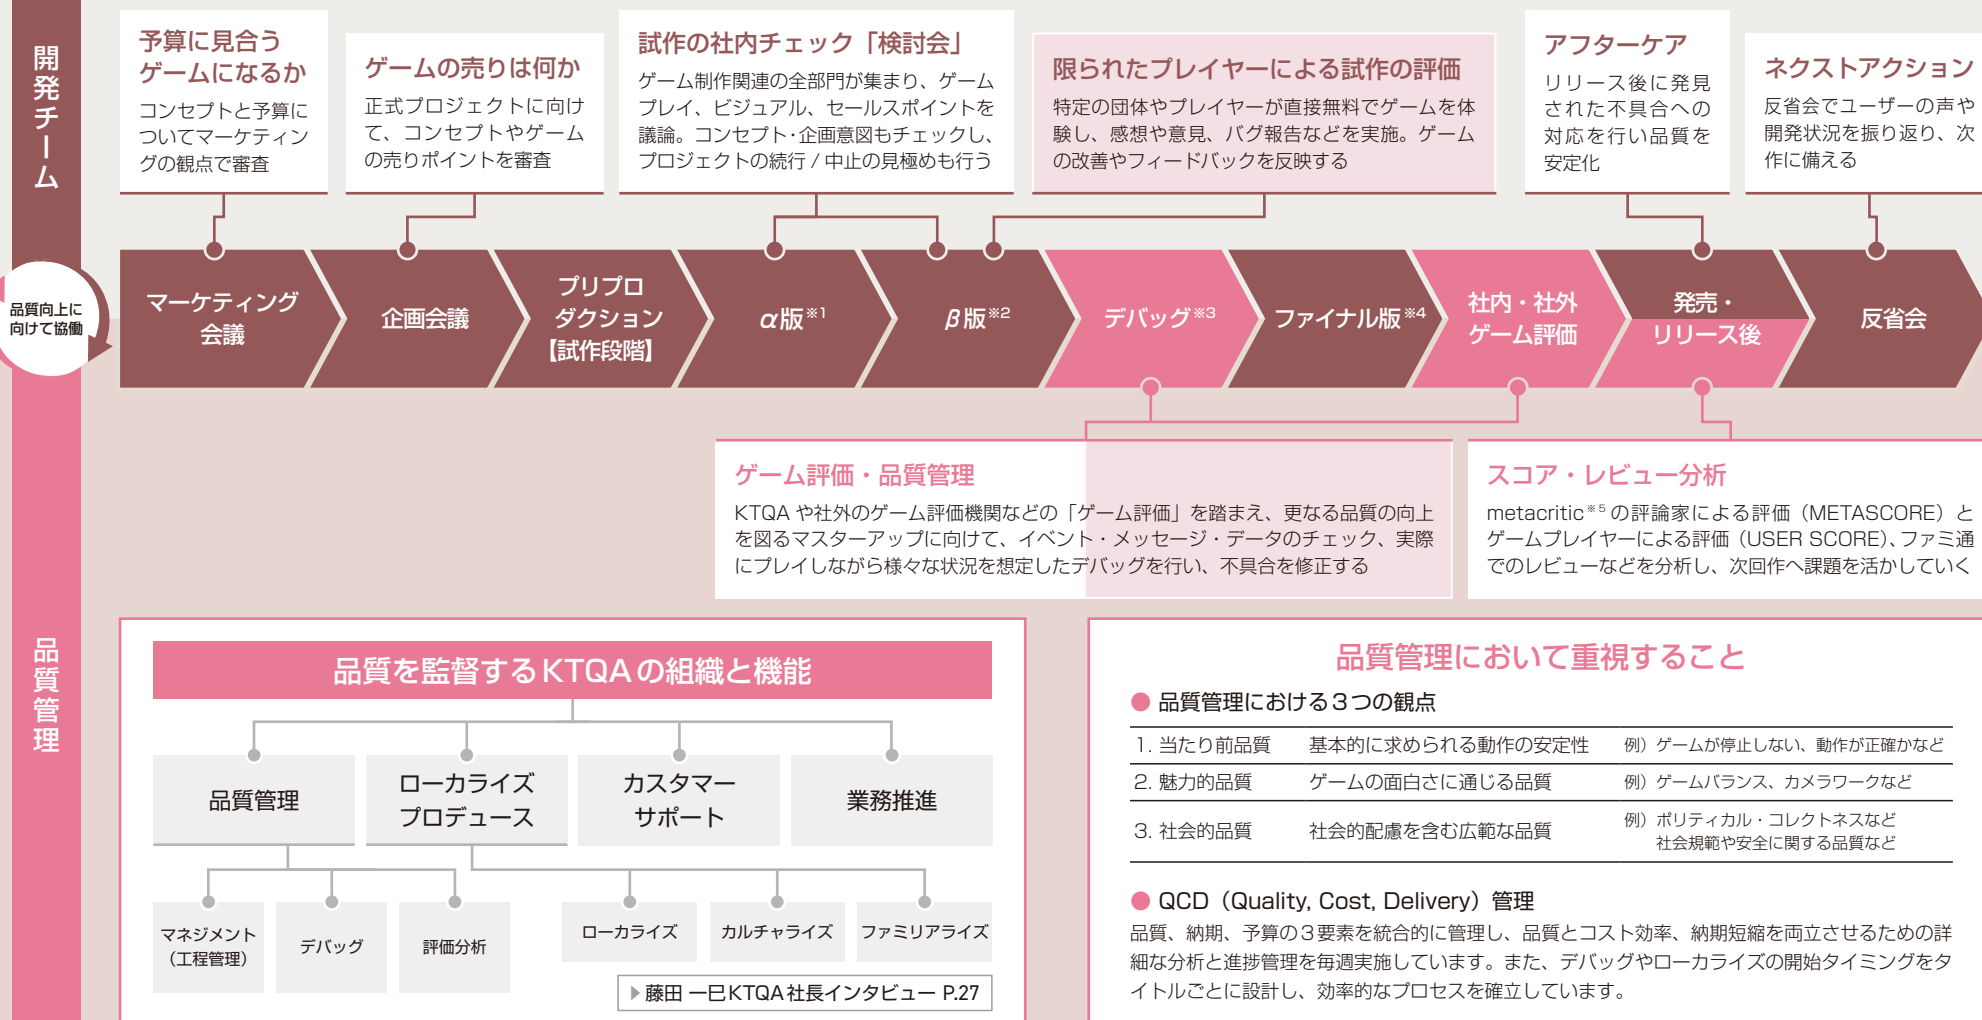 開発チーム
品質向上に
向けて協働
品質管理
予算に見合う
ゲームになるか
コンセプトと予算に
ついてマーケティン
グの観点で審査
ゲームの売りは何か
正式プロジェクトに向け
て、コンセプトやゲーム
の売りポイントを審査
試作の社内チェック「検討会」
ゲーム制作関連の全部門が集まり、ゲーム
プレイ、ビジュアル、セールスポイントを
議論。コンセプト・企画意図もチェックし、
プロジェクトの続行 / 中止の見極めも行う
限られたプレイヤーによる試作の評価
特定の団体やプレイヤーが直接無料でゲームを体
験し、感想や意見、バグ報告などを実施。ゲーム
の改善やフィードバックを反映する
アフターケア
リリース後に発見
された不具合への
対応を行い品質を
安定化
ネクストアクション
反省会でユーザーの声や
開発状況を振り返り、次
作に備える
マーケティング
会議
企画会議
プリプロ
ダクション
【試作段階】
α版※1
β版※2
デバッグ※3
ファイナル版※4
社内・社外
ゲーム評価
発売・
リリース後
反省会
ゲーム評価・品質管理
KTQA や社外のゲーム評価機関などの「ゲーム評価」を踏まえ、更なる品質の向上
を図るマスターアップに向けて、イベント・メッセージ・データのチェック、実際
にプレイしながら様々な状況を想定したデバッグを行い、不具合を修正する
スコア・レビュー分析
metacritic※5 の評論家による評価（METASCORE）と
ゲームプレイヤーによる評価（USER SCORE）、ファミ通
でのレビューなどを分析し、次回作へ課題を活かしていく
品質を監督するKTQAの組織と機能
品質管理
ローカライズ
プロデュース
カスタマー
サポート
業務推進
マネジメント
（工程管理）
デバッグ
評価分析
ローカライズ
カルチャライズ
ファミリアライズ
藤田 一巳KTQA社長インタビュー P.27
品質管理において重視すること
● 品質管理における3つの観点
1. 当たり前品質 基本的に求められる動作の安定性 例）ゲームが停止しない、動作が正確かなど
2. 魅力的品質 ゲームの面白さに通じる品質 例）ゲームバランス、カメラワークなど
3. 社会的品質 社会的配慮を含む広範な品質 例）ポリティカル・コレクトネスなど
社会規範や安全に関する品質など
● QCD（Quality, Cost, Delivery）管理
品質、納期、予算の3要素を統合的に管理し、品質とコスト効率、納期短縮を両立させるための詳
細な分析と進捗管理を毎週実施しています。また、デバッグやローカライズの開始タイミングをタ
イトルごとに設計し、効率的なプロセスを確立しています。